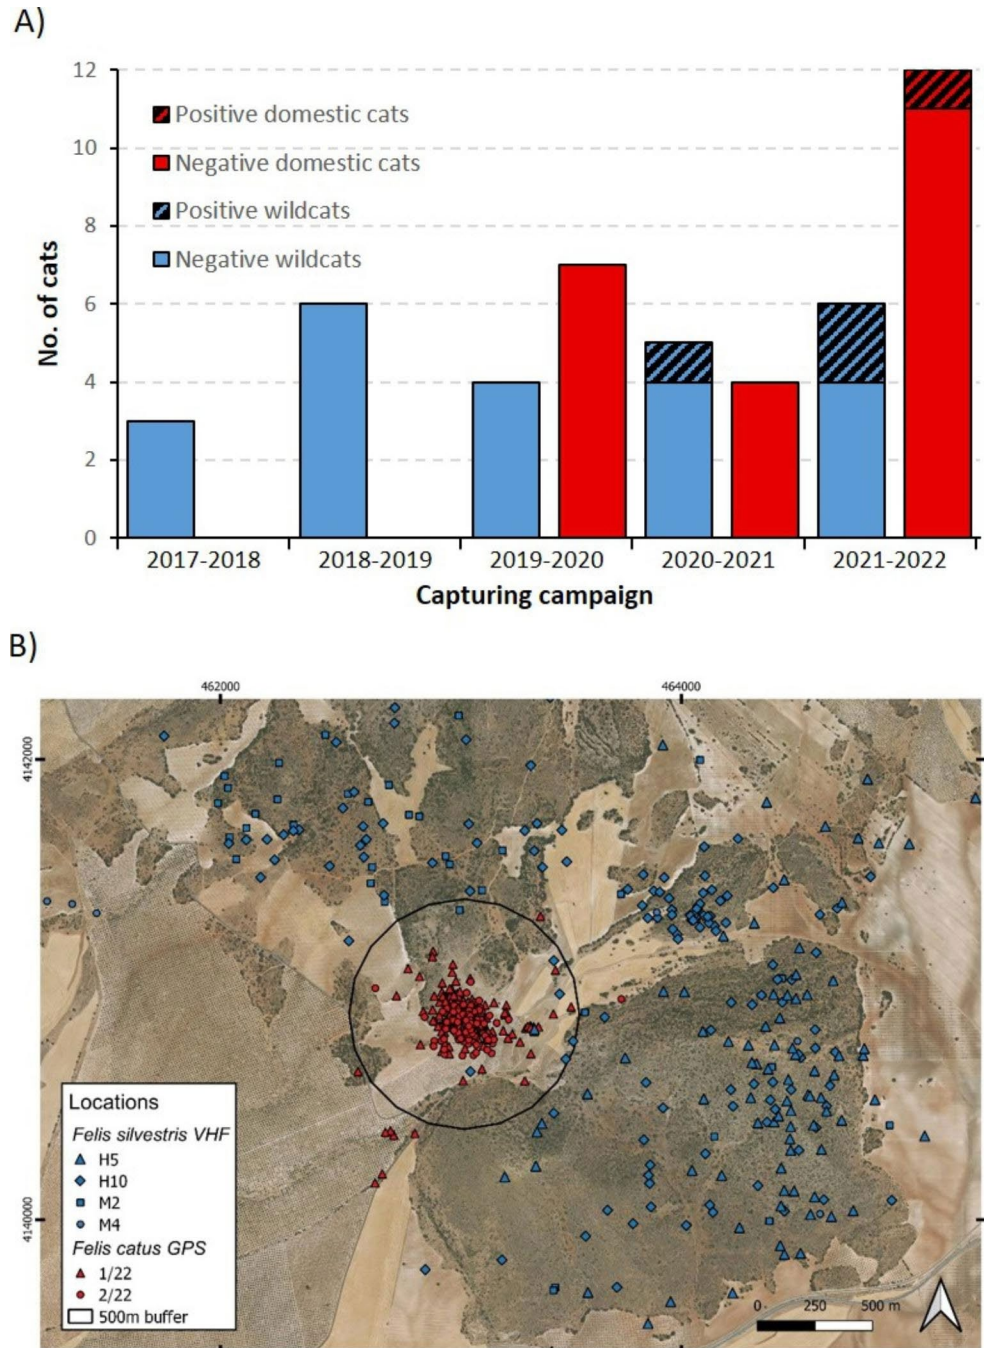 A)
12
10
8
6
4
2
0
No. of cats
Positive domestic cats
Negative domestic cats
Positive wildcats
Negative wildcats
2017-2018
2018-2019
2019-2020
2020-2021
2021-2022
Capturing campaign
B)
462000
464000
4142000
4140000
Locations
Felis silvestris VHF
H5
H10
M2
M4
Felis catus GPS
1/22
2/22
500m buffer
0
250
500 m